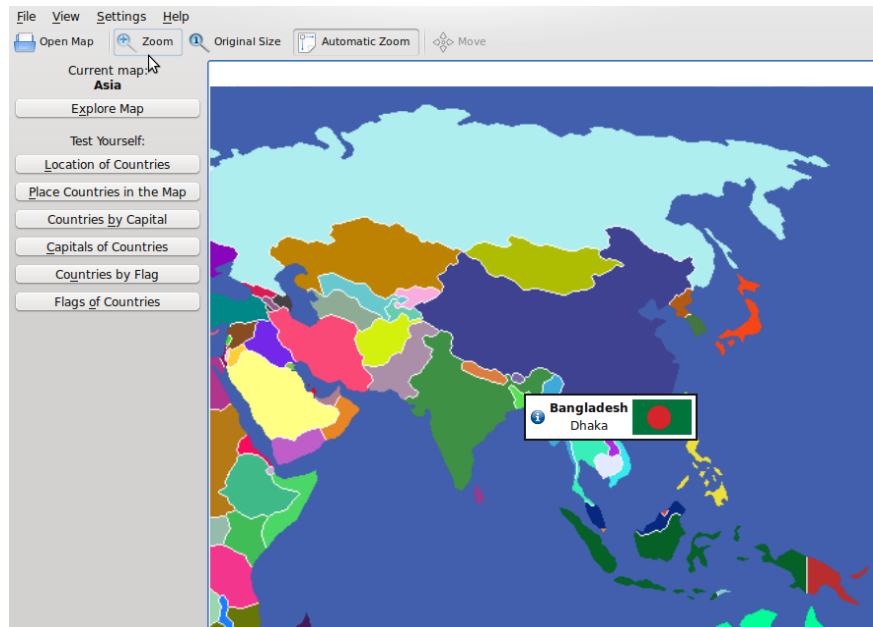 File View Settings Help
Open Map Zoom Original Size Automatic Zoom Move
Current map:
Asia
Explore Map
Test Yourself:
Location of Countries
Place Countries in the Map
Countries by Capital
Capitals of Countries
Countries by Flag
Flags of Countries
Bangladesh
Dhaka